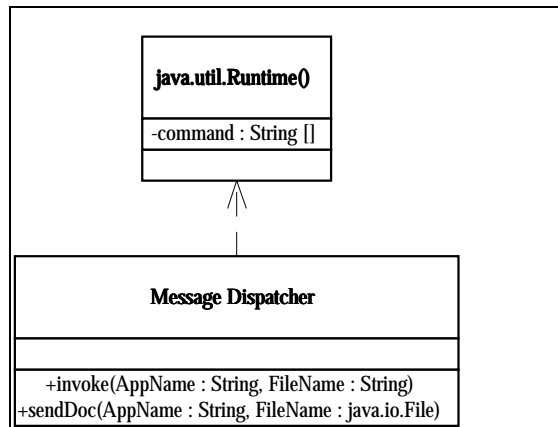 java.util.Runtime()
-command : String []
Message Dispatcher
+invoke(AppName : String, FileName : String)
+sendDoc(AppName : String, FileName : java.io.File)